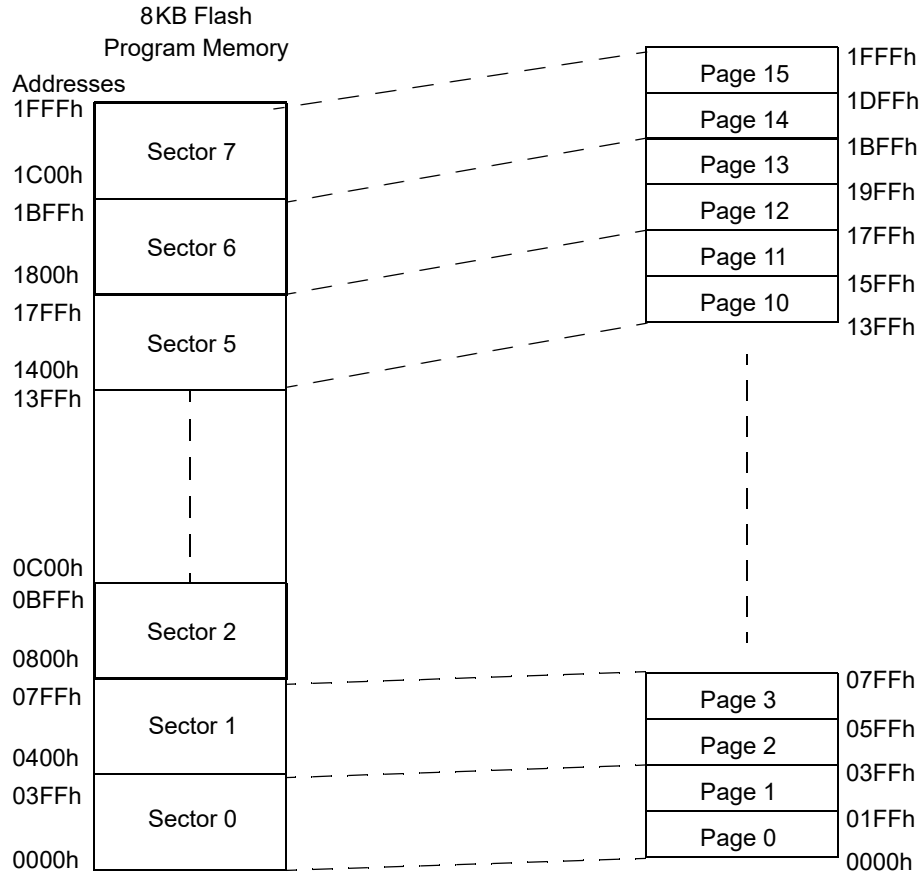 8KB Flash
Program Memory
Addresses
1FFFh
Sector 7
1C00h
1BFFh
Sector 6
1800h
17FFh
Sector 5
1400h
13FFh
0C00h
0BFFh
Sector 2
0800h
07FFh
Sector 1
0400h
03FFh
Sector 0
0000h
1FFFh
Page 15
1DFFh
Page 14
1BFFh
Page 13
19FFh
Page 12
17FFh
Page 11
15FFh
Page 10
13FFh
07FFh
Page 3
05FFh
Page 2
03FFh
Page 1
01FFh
Page 0
0000h